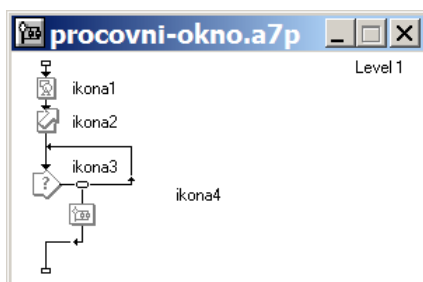 procovni-okno.a7p
Level 1
ikona1
ikona2
ikona3
?
ikona4